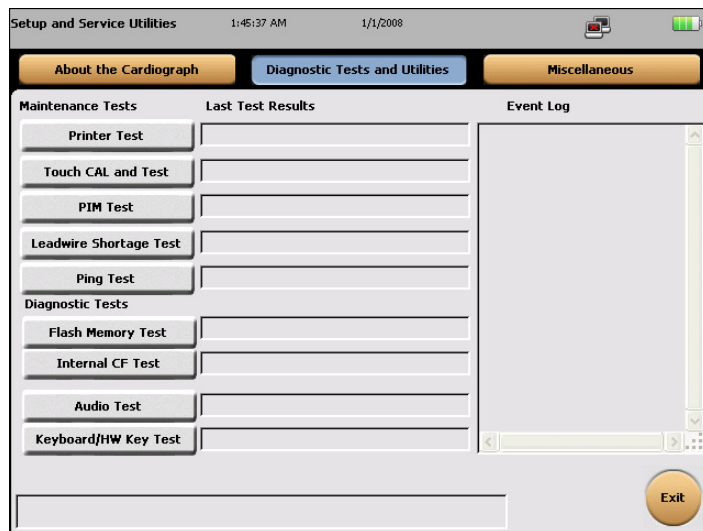 Setup and Service Utilities 1:45:37 AM 1/1/2008
About the Cardiograph Diagnostic Tests and Utilities Miscellaneous
Maintenance Tests Last Test Results Event Log
Printer Test
Touch CAL and Test
PIM Test
Leadwire Shortage Test
Ping Test
Diagnostic Tests
Flash Memory Test
Internal CF Test
Audio Test
Keyboard/HW Key Test
Exit